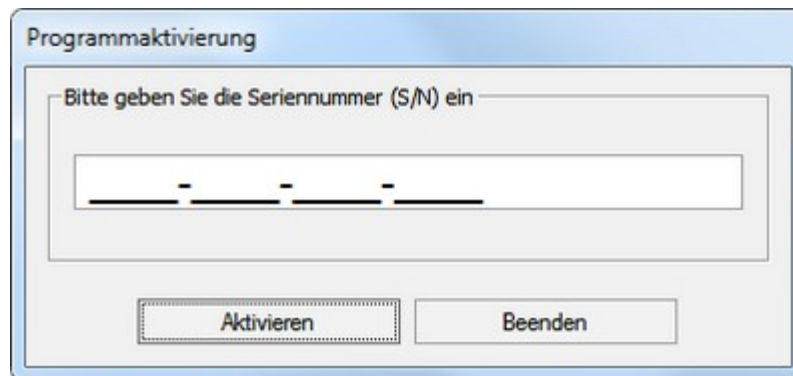 Programmaktivierung
Bitte geben Sie die Seriennummer (S/N) ein
____-____-____-____
Aktivieren
Beenden